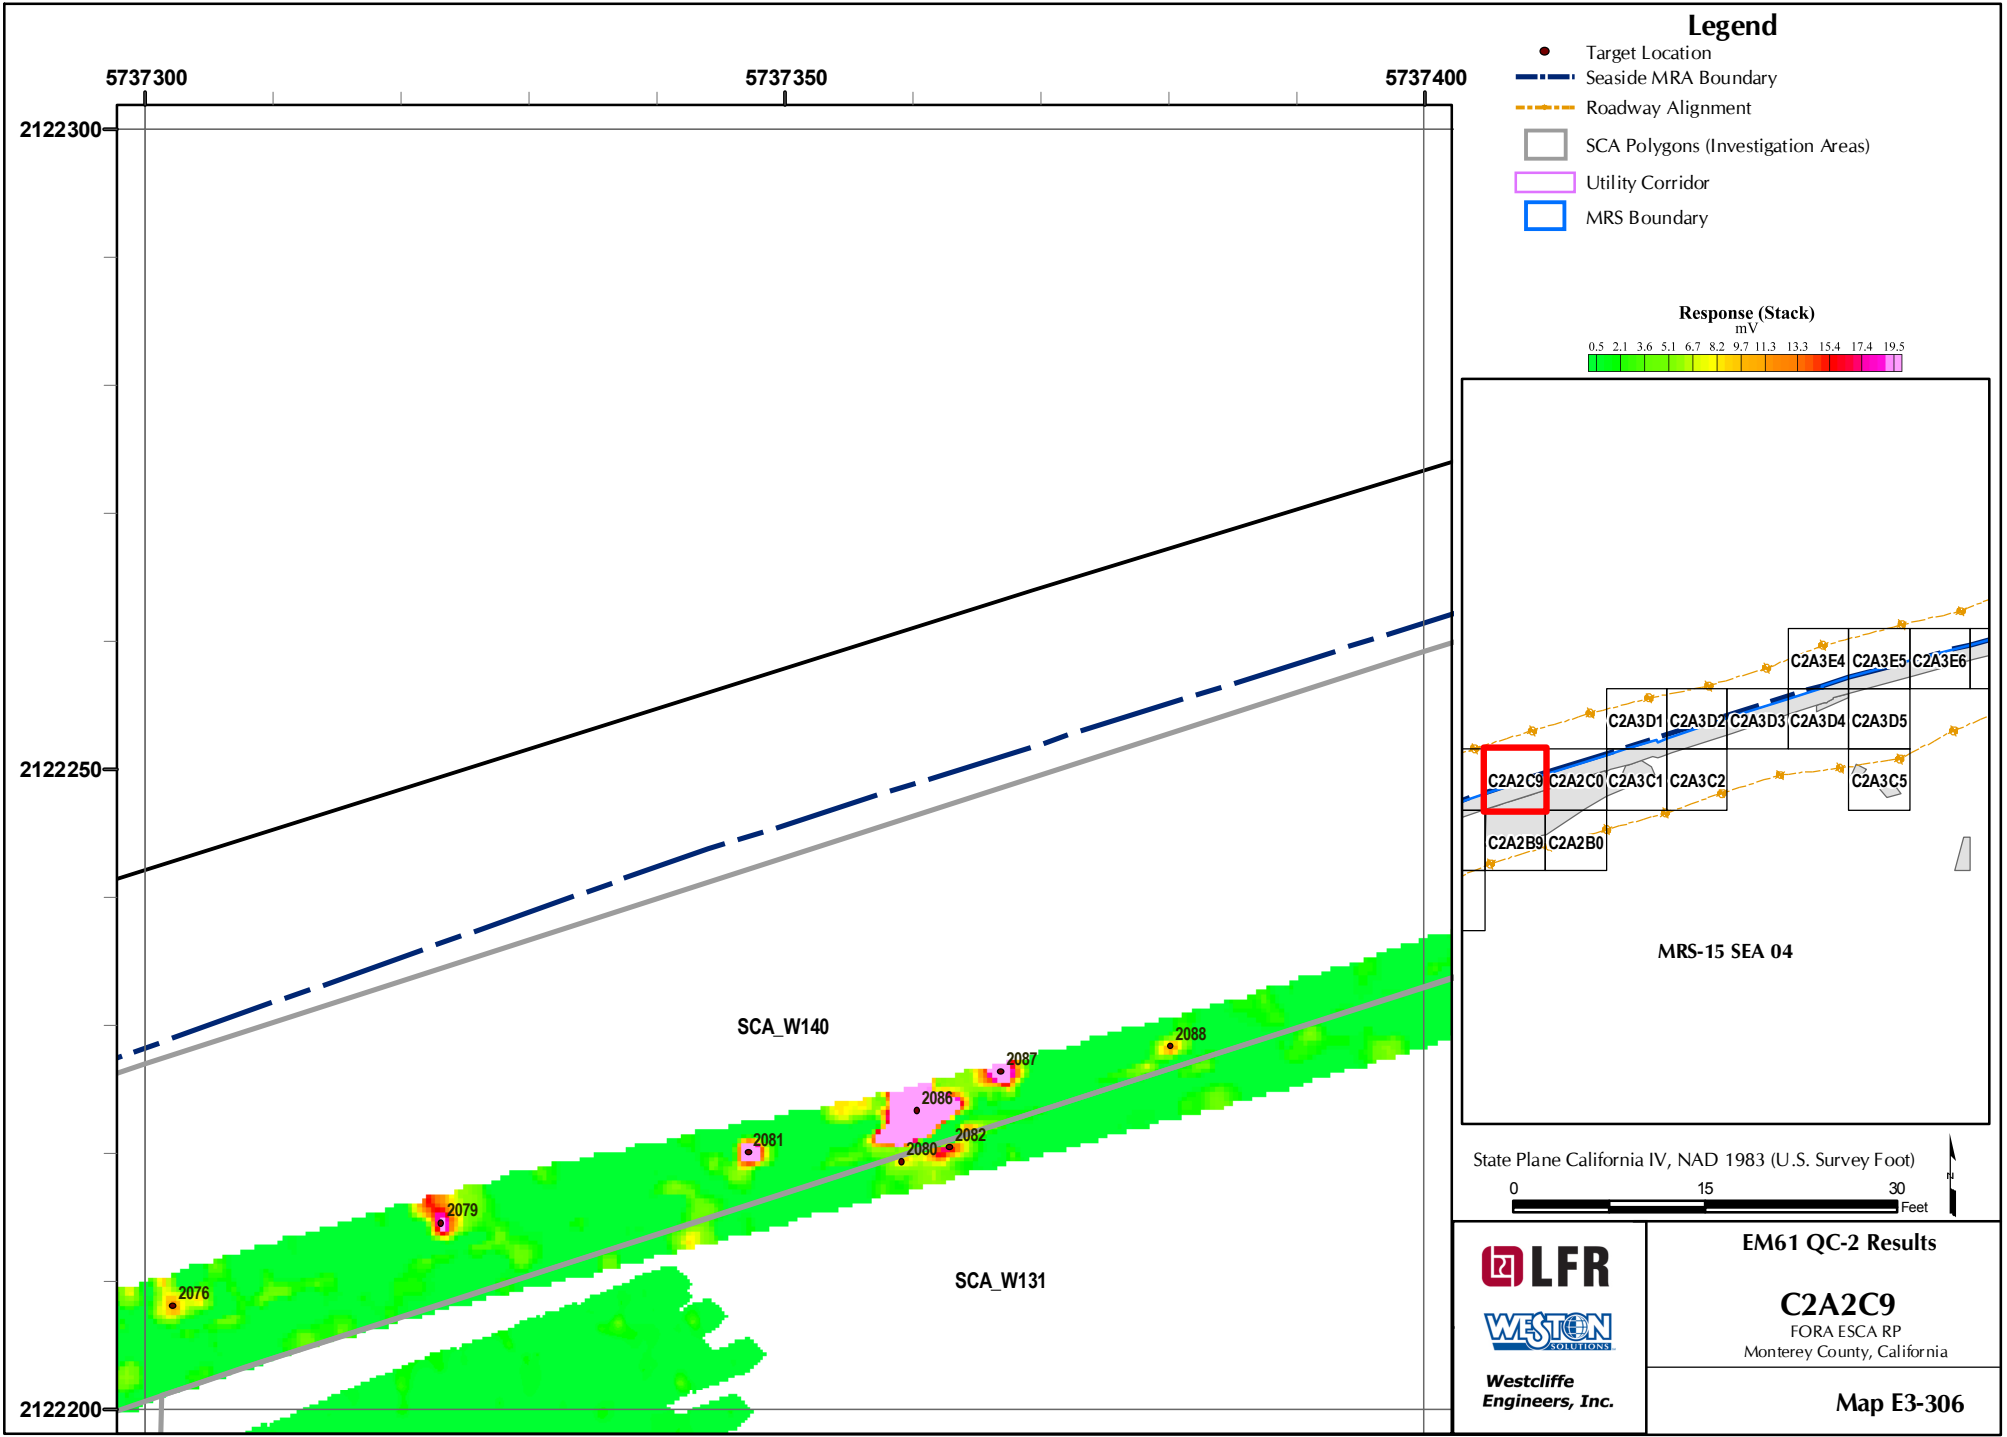 Legend
Target Location
Seaside MRA Boundary
Roadway Alignment
SCA Polygons (Investigation Areas)
Utility Corridor
MRS Boundary
5737300
5737350
5737400
2122300
2122250
2122200
Response (Stack)
mV
0.5 2.1 3.6 5.1 6.7 8.2 9.7 11.3 13.3 15.4 17.4 19.5
C2A3E4 C2A3E5 C2A3E6
C2A3D1 C2A3D2 C2A3D3 C2A3D4 C2A3D5
C2A2C9 C2A2C0 C2A3C1 C2A3C2 C2A3C5
C2A2B9 C2A2B0
MRS-15 SEA 04
SCA_W140
2088
2087
2086
2082
2081
2080
2079
2076
SCA_W131
State Plane California IV, NAD 1983 (U.S. Survey Foot)
0 15 30
Feet
N
LFR
WESTON
SOLUTIONS
Westcliffe
Engineers, Inc.
EM61 QC-2 Results
C2A2C9
FORA ESCA RP
Monterey County, California
Map E3-306